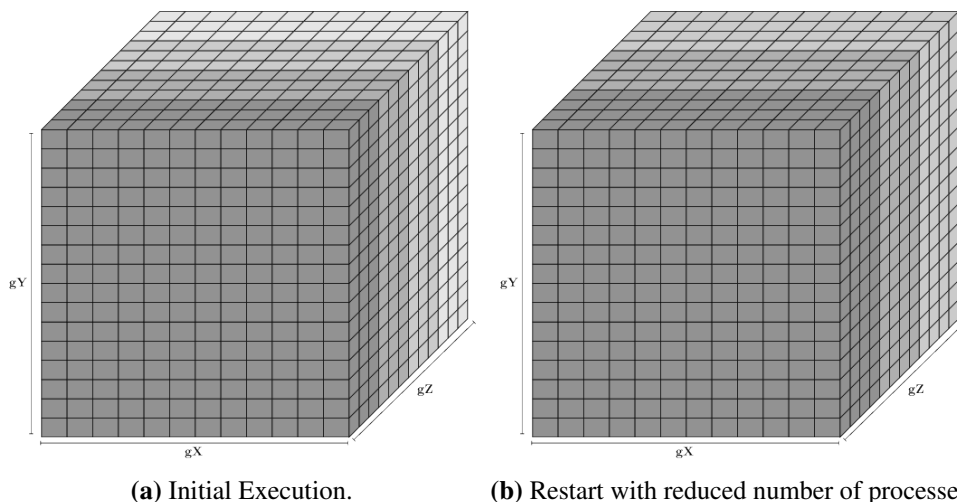 gY
gZ
gX
gY
gZ
gX
(a) Initial Execution.
(b) Restart with reduced number of processe